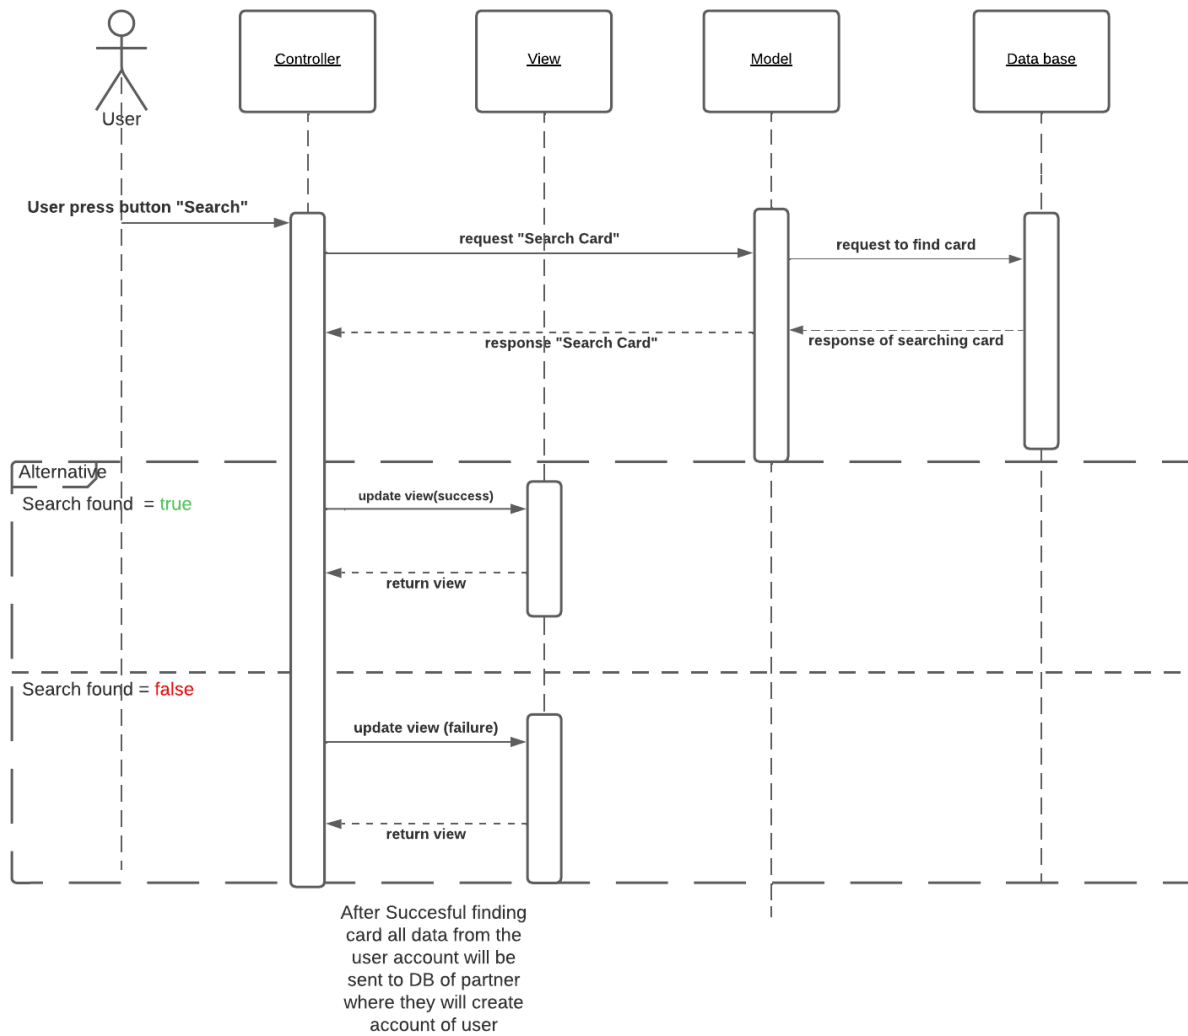 Controller
View
Model
Data base
User
User press button "Search"
request "Search Card"
request to find card
response "Search Card"
response of searching card
Alternative
Search found = true
update view(success)
return view
Search found = false
update view (failure)
return view
After Succesful finding
card all data from the
user account will be
sent to DB of partner
where they will create
account of user